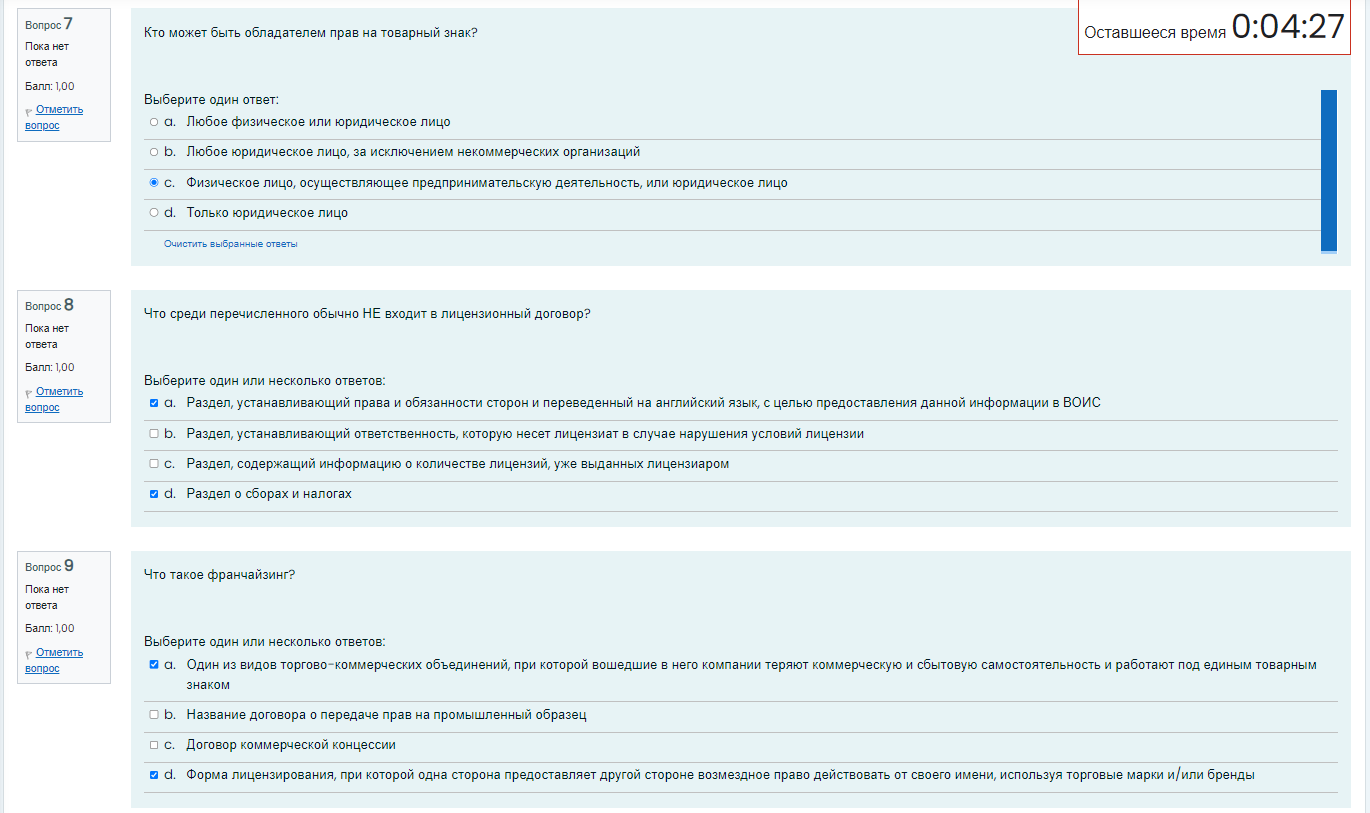 Вопрос 7
Пока нет
ответа
Балл: 1,00
Отметить
вопрос
Кто может быть обладателем прав на товарный знак?
Оставшееся время 0:04:27
Выберите один ответ:
a. Любое физическое или юридическое лицо
b. Любое юридическое лицо, за исключением некоммерческих организаций
c. Физическое лицо, осуществляющее предпринимательскую деятельность, или юридическое лицо
d. Только юридическое лицо
Очистить выбранные ответы
Вопрос 8
Пока нет
ответа
Балл: 1,00
Отметить
вопрос
Что среди перечисленного обычно НЕ входит в лицензионный договор?
Выберите один или несколько ответов:
a. Раздел, устанавливающий права и обязанности сторон и переведенный на английский язык, с целью предоставления данной информации в ВОИС
b. Раздел, устанавливающий ответственность, которую несет лицензиат в случае нарушения условий лицензии
c. Раздел, содержащий информацию о количестве лицензий, уже выданных лицензиаром
d. Раздел о сборах и налогах
Вопрос 9
Пока нет
ответа
Балл: 1,00
Отметить
вопрос
Что такое франчайзинг?
Выберите один или несколько ответов:
a. Один из видов торгово-коммерческих объединений, при которой вошедшие в него компании теряют коммерческую и сбытовую самостоятельность и работают под единым товарным
знаком
b. Название договора о передаче прав на промышленный образец
c. Договор коммерческой концессии
d. Форма лицензирования, при которой одна сторона предоставляет другой стороне возмездное право действовать от своего имени, используя торговые марки и/или бренды